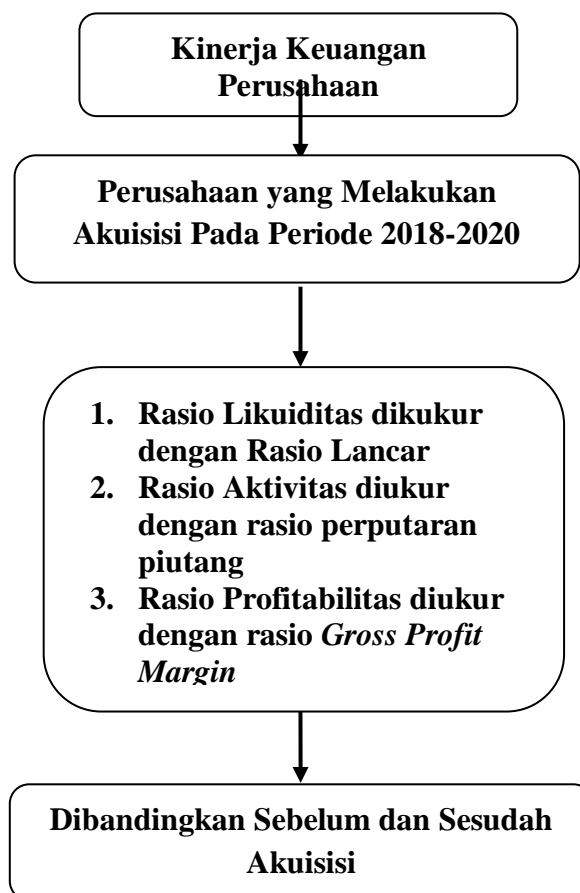 Kinerja Keuangan
Perusahaan
Perusahaan yang Melakukan
Akuisisi Pada Periode 2018-2020
1. Rasio Likuiditas dikukur
dengan Rasio Lancar
2. Rasio Aktivitas diukur
dengan rasio perputaran
piutang
3. Rasio Profitabilitas diukur
dengan rasio Gross Profit
Margin
Dibandingkan Sebelum dan Sesudah
Akuisisi